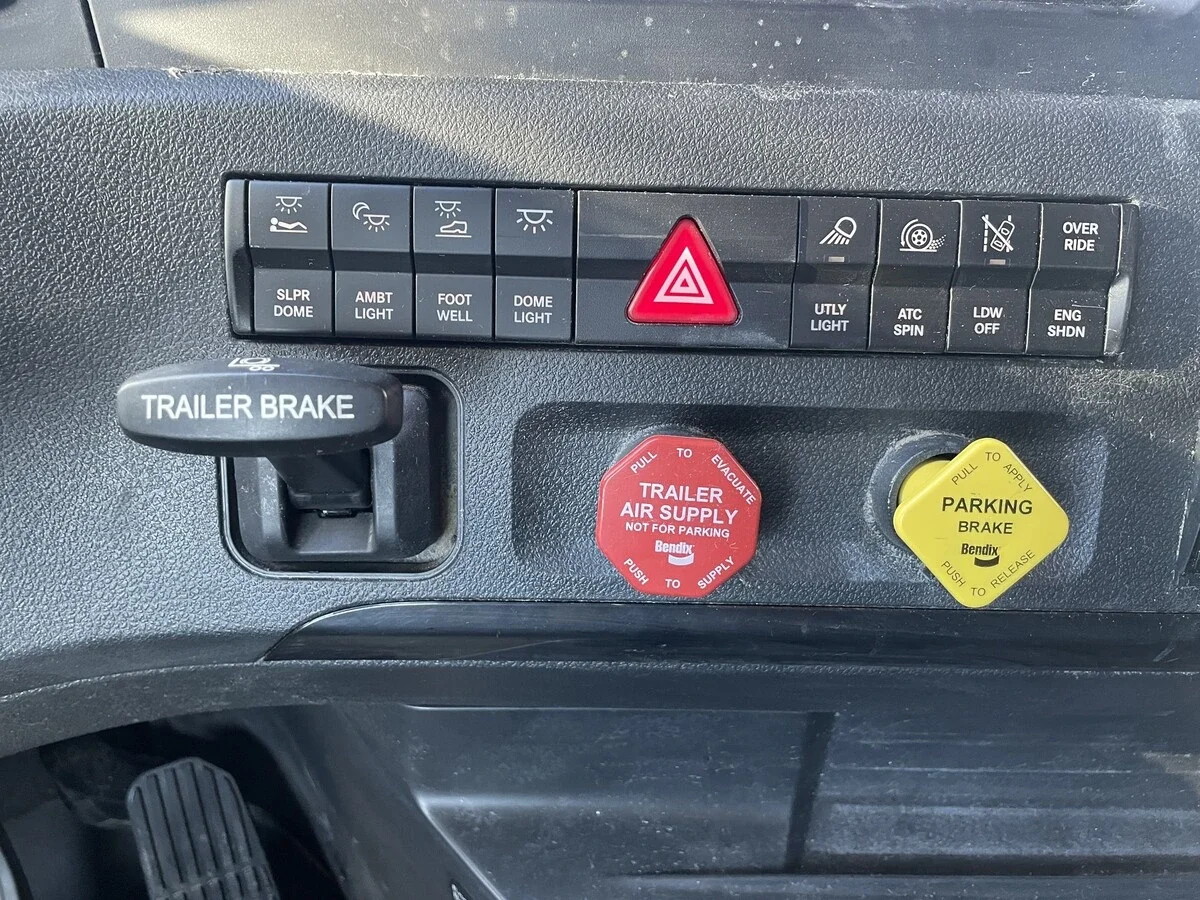 SLPR
DOME
AMBT
LIGHT
FOOT
WELL
DOME
LIGHT
UTLY
LIGHT
ATC
SPIN
LDW
OFF
OVER
RIDE
ENG
SHDN
TRAILER BRAKE
PULL TO EVACUATE
TRAILER
AIR SUPPLY
NOT FOR PARKING
Bendix
PUSH TO SUPPLY
PULL TO APPLY
PARKING
BRAKE
Bendix
PUSH TO RELEASE